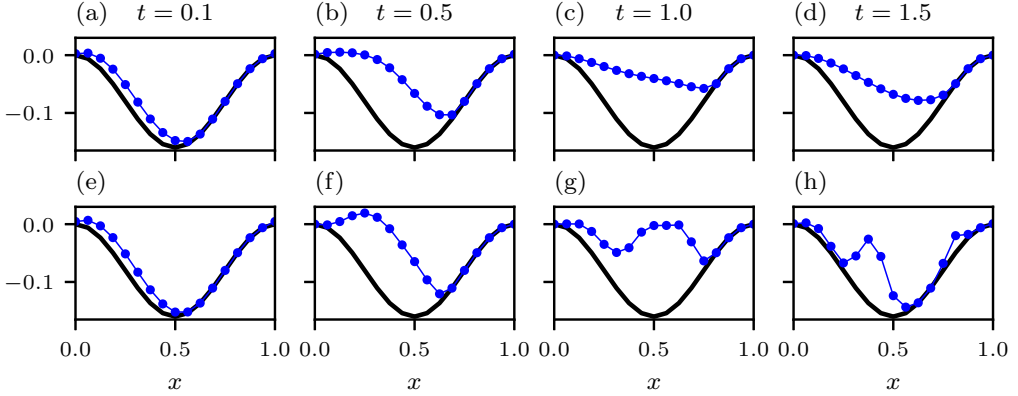 (a) t = 0.1
(b) t = 0.5
(c) t = 1.0
(d) t = 1.5
0.0
−0.1
(e)
(f)
(g)
(h)
0.0
−0.1
0.0 0.5 1.0
0.0 0.5 1.0
0.0 0.5 1.0
0.0 0.5 1.0
x
x
x
x